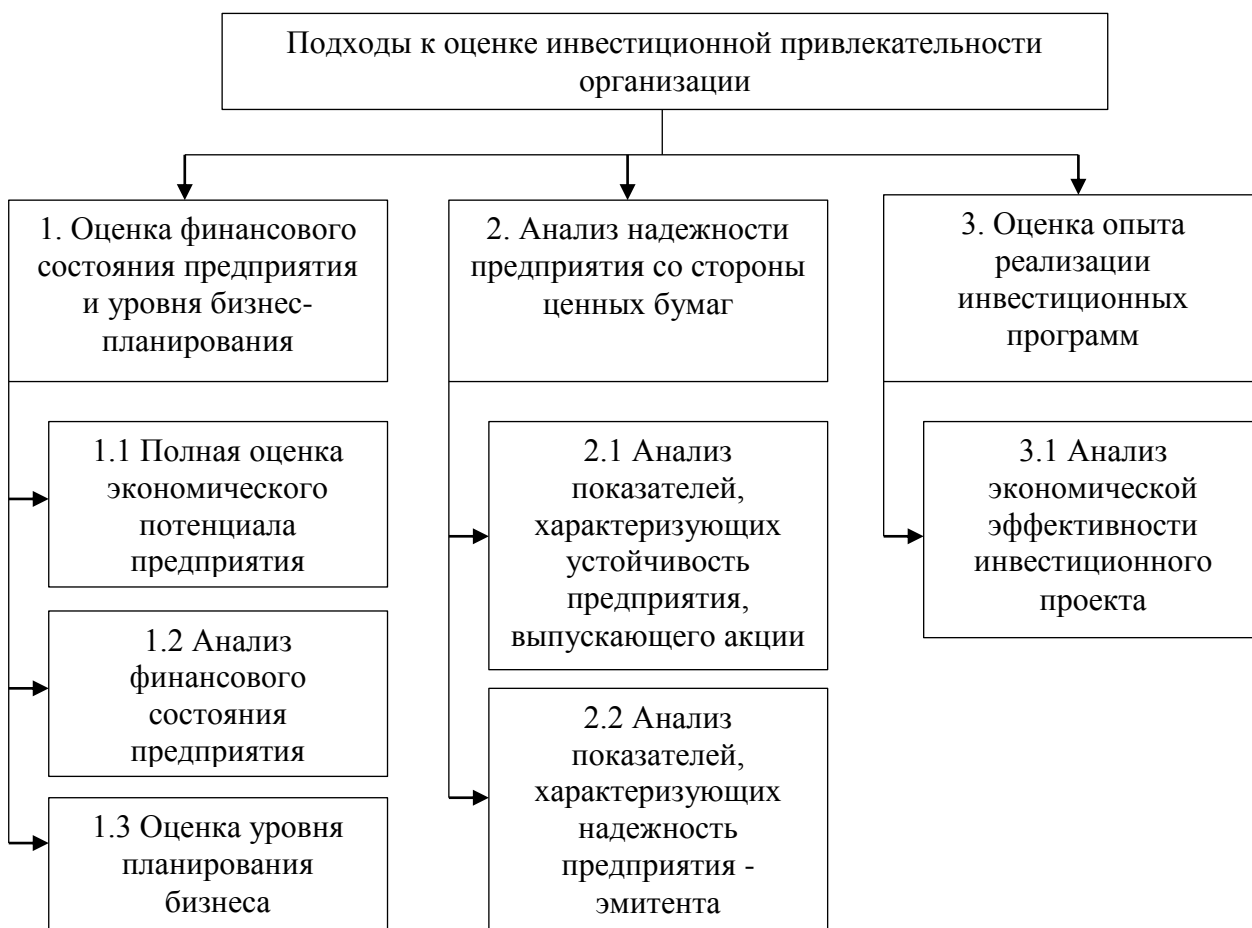 Подходы к оценке инвестиционной привлекательности
организации
1. Оценка финансового
состояния предприятия
и уровня бизнес-
планирования
1.1 Полная оценка
экономического
потенциала
предприятия
1.2 Анализ
финансового
состояния
предприятия
1.3 Оценка уровня
планирования
бизнеса
2. Анализ надежности
предприятия со стороны
ценных бумаг
2.1 Анализ
показателей,
характеризующих
устойчивость
предприятия,
выпускающего акции
2.2 Анализ
показателей,
характеризующих
надежность
предприятия -
эмитента
3. Оценка опыта
реализации
инвестиционных
программ
3.1 Анализ
экономической
эффективности
инвестиционного
проекта